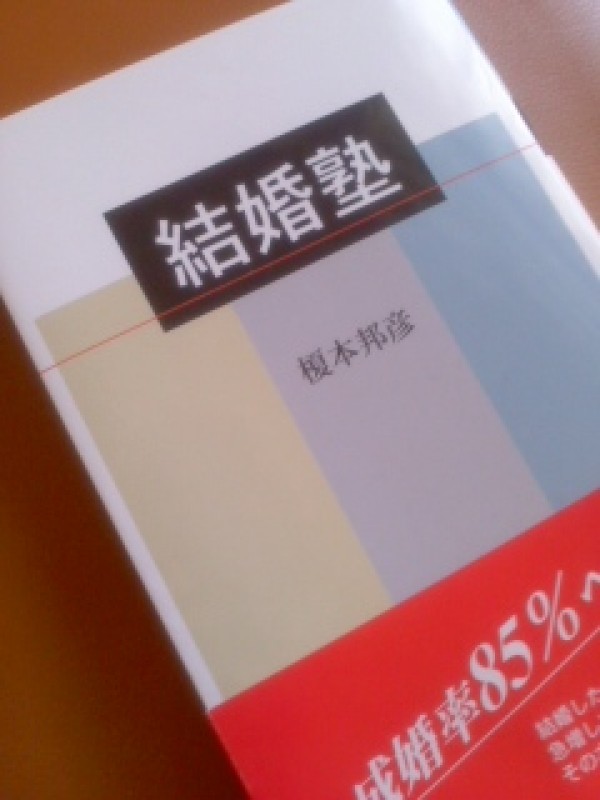 結婚塾
榎本邦彦
成婚率85%へ
結婚した
急増し
その